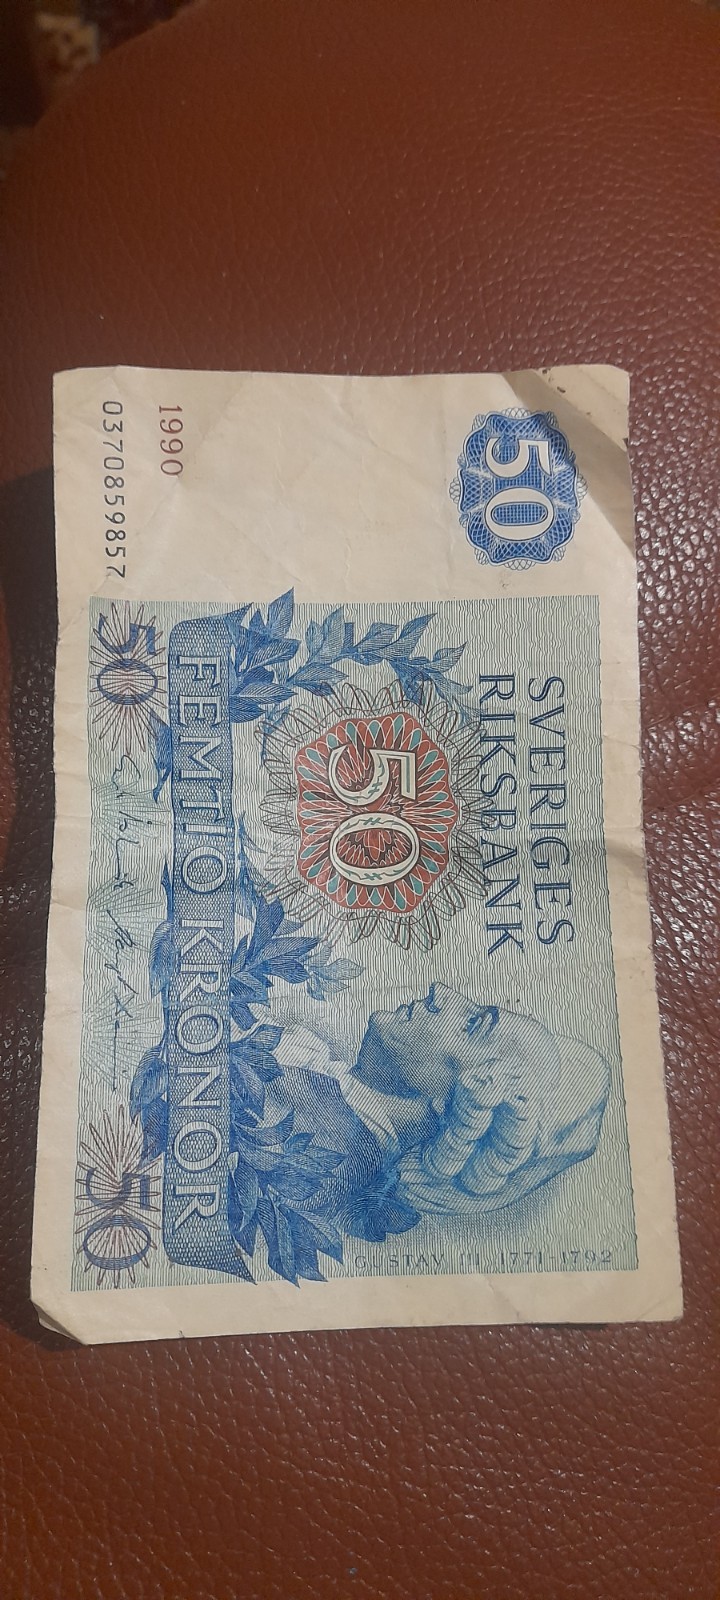 50
1990
0370859857
SVERIGES
RIKSBANK
50
FEMTIO KRONOR
50
50
GUSTAV III 1771-1792